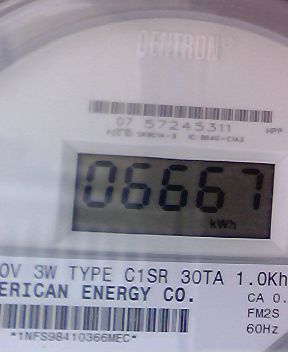 CENTRON®
07 57245311
HPP
06667
kWh
0V 3W TYPE C1SR 30TA 1.0Kh
ERICAN ENERGY CO.
CA 0.
FM2S
60Hz
*1NFS98410366MEC*